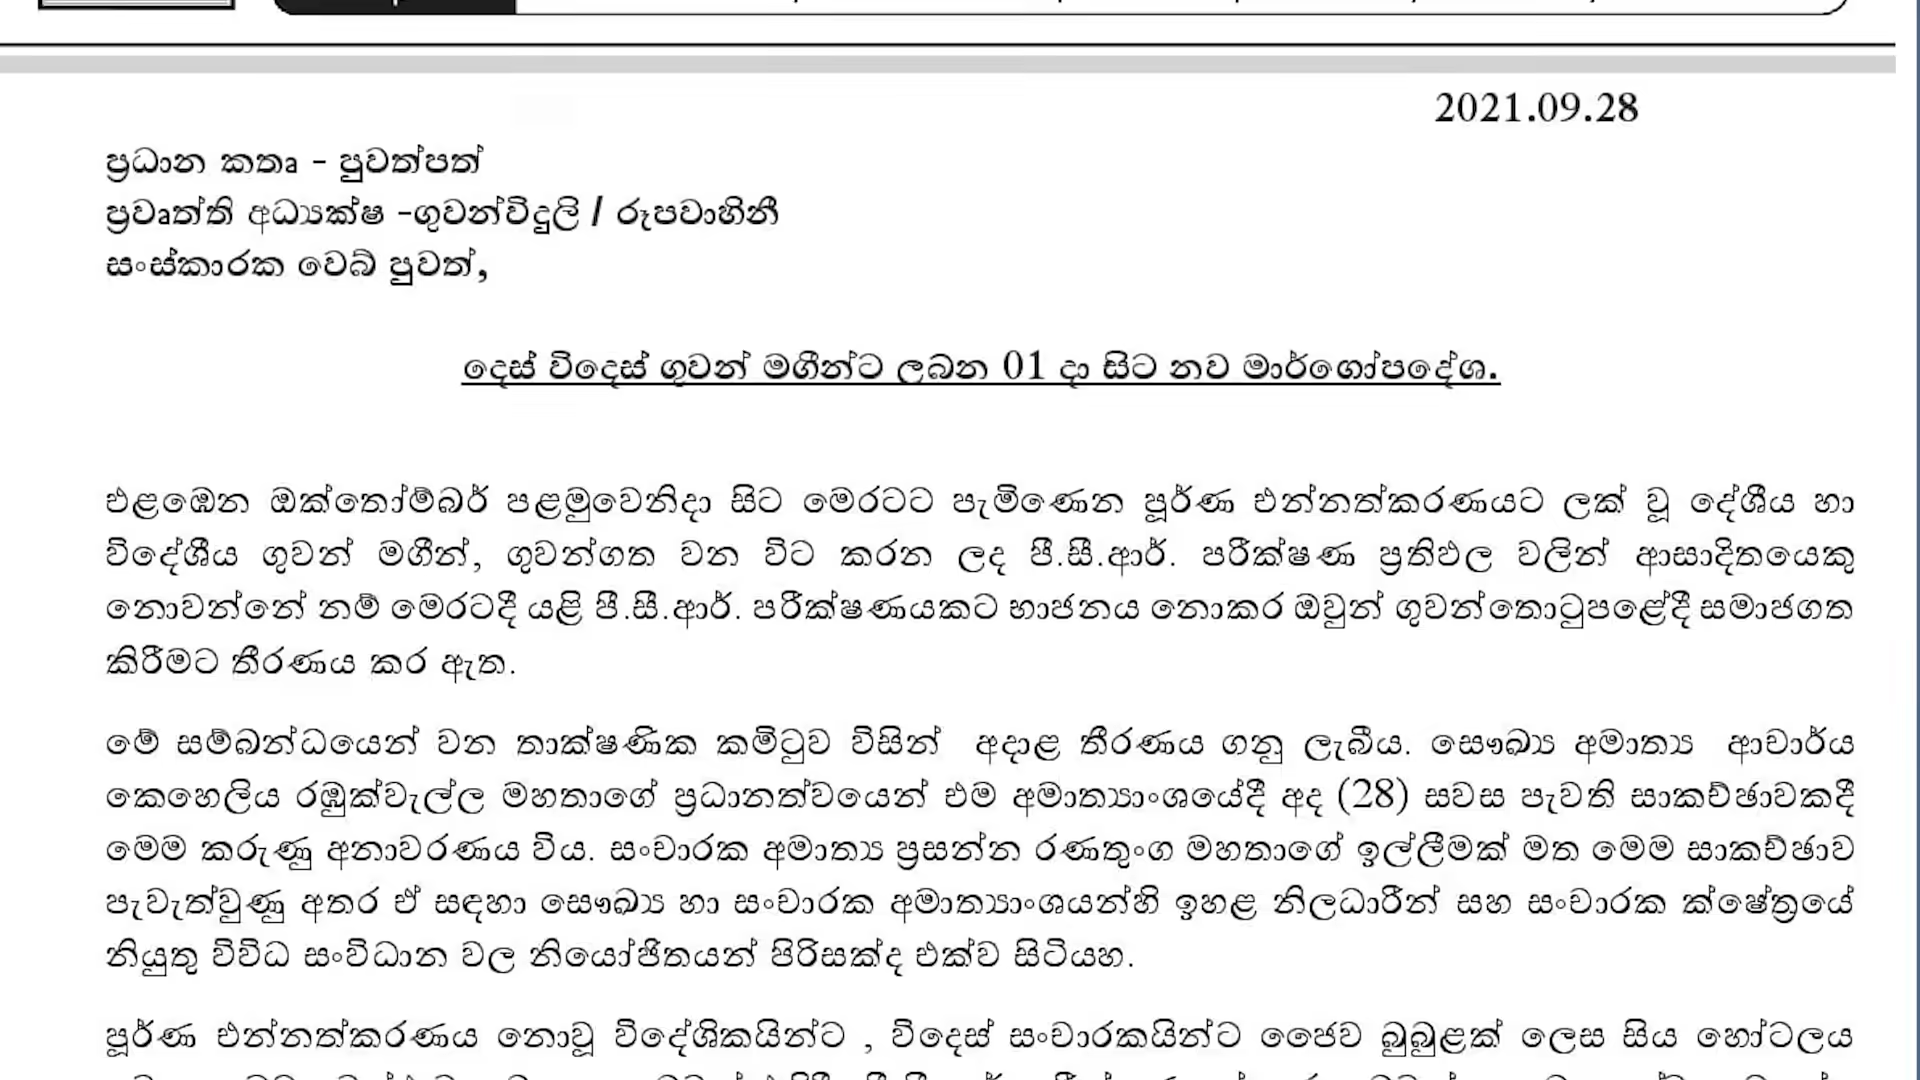 2021.09.28
ප්‍රධාන කතෘ - පුවත්පත්
ප්‍රවෘත්ති අධ්‍යක්ෂ -ගුවන්විදුලි / රූපවාහිනී
සංස්කාරක වෙබ් පුවත්,
දෙස් විදෙස් ගුවන් මගීන්ට ලබන 01 දා සිට නව මාර්ගෝපදේශ.
එළඹෙන ඔක්තෝම්බර් පළමුවෙනිදා සිට මෙරටට පැමිණෙන පූර්ණ එන්නත්කරණයට ලක් වූ දේශීය හා
විදේශීය ගුවන් මගීන්, ගුවන්ගත වන විට කරන ලද පී.සී.ආර්. පරීක්ෂණ ප්‍රතිඵල වලින් ආසාදිතයෙකු
නොවන්නේ නම් මෙරටදී යළි පී.සී.ආර්. පරීක්ෂණයකට භාජනය නොකර ඔවුන් ගුවන්තොටුපළේදී සමාජගත
කිරීමට තීරණය කර ඇත.
මේ සම්බන්ධයෙන් වන තාක්ෂණික කමිටුව විසින් අදාළ තීරණය ගනු ලැබීය. සෞඛ්‍ය අමාත්‍ය ආචාර්ය
කෙහෙලිය රඹුක්වැල්ල මහතාගේ ප්‍රධානත්වයෙන් එම අමාත්‍යාංශයේදී අද (28) සවස පැවති සාකච්ඡාවකදී
මෙම කරුණු අනාවරණය විය. සංචාරක අමාත්‍ය ප්‍රසන්න රණතුංග මහතාගේ ඉල්ලීමක් මත මෙම සාකච්ඡාව
පැවැත්වුණු අතර ඒ සඳහා සෞඛ්‍ය හා සංචාරක අමාත්‍යාංශයන්හි ඉහළ නිලධාරීන් සහ සංචාරක ක්ෂේත්‍රයේ
නියුතු විවිධ සංවිධාන වල නියෝජිතයන් පිරිසක්ද එක්ව සිටියහ.
පූර්ණ එන්නත්කරණය නොවූ විදේශිකයින්ට , විදෙස් සංචාරකයින්ට ජෛව බුබුළක් ලෙස සිය හෝටලය